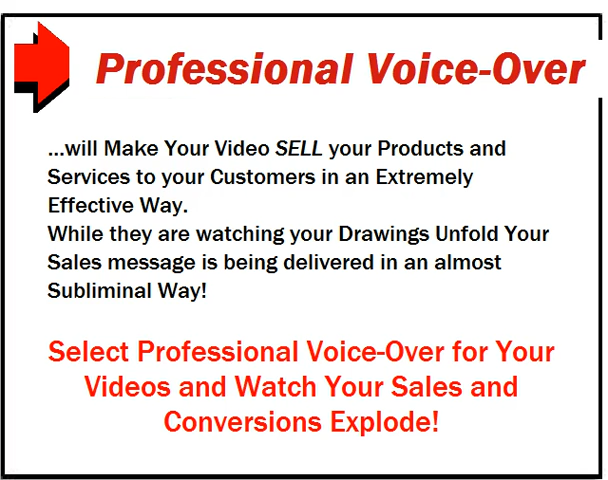 Professional Voice-Over
...will Make Your Video SELL your Products and
Services to your Customers in an Extremely
Effective Way.
While they are watching your Drawings Unfold Your
Sales message is being delivered in an almost
Subliminal Way!
Select Professional Voice-Over for Your
Videos and Watch Your Sales and
Conversions Explode!